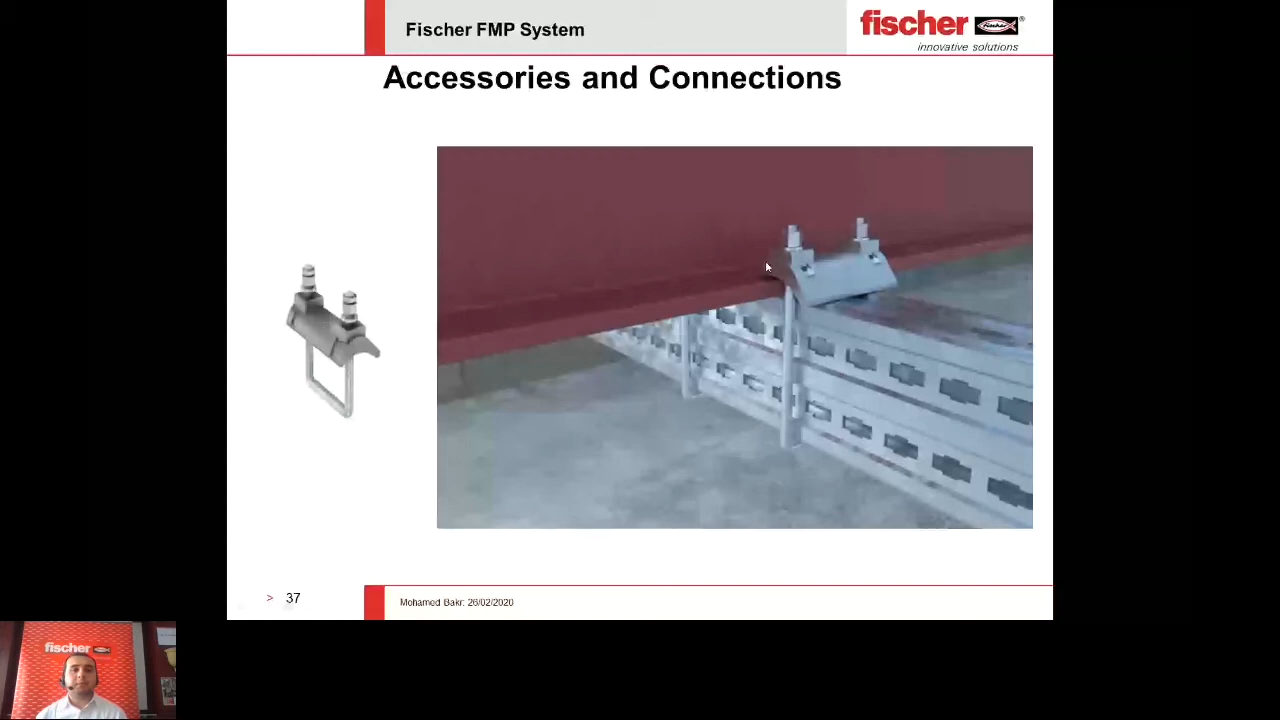 Fischer FMP System
fischer
innovative solutions
Accessories and Connections
> 37
Mohamed Bakr: 26/02/2020
fischer